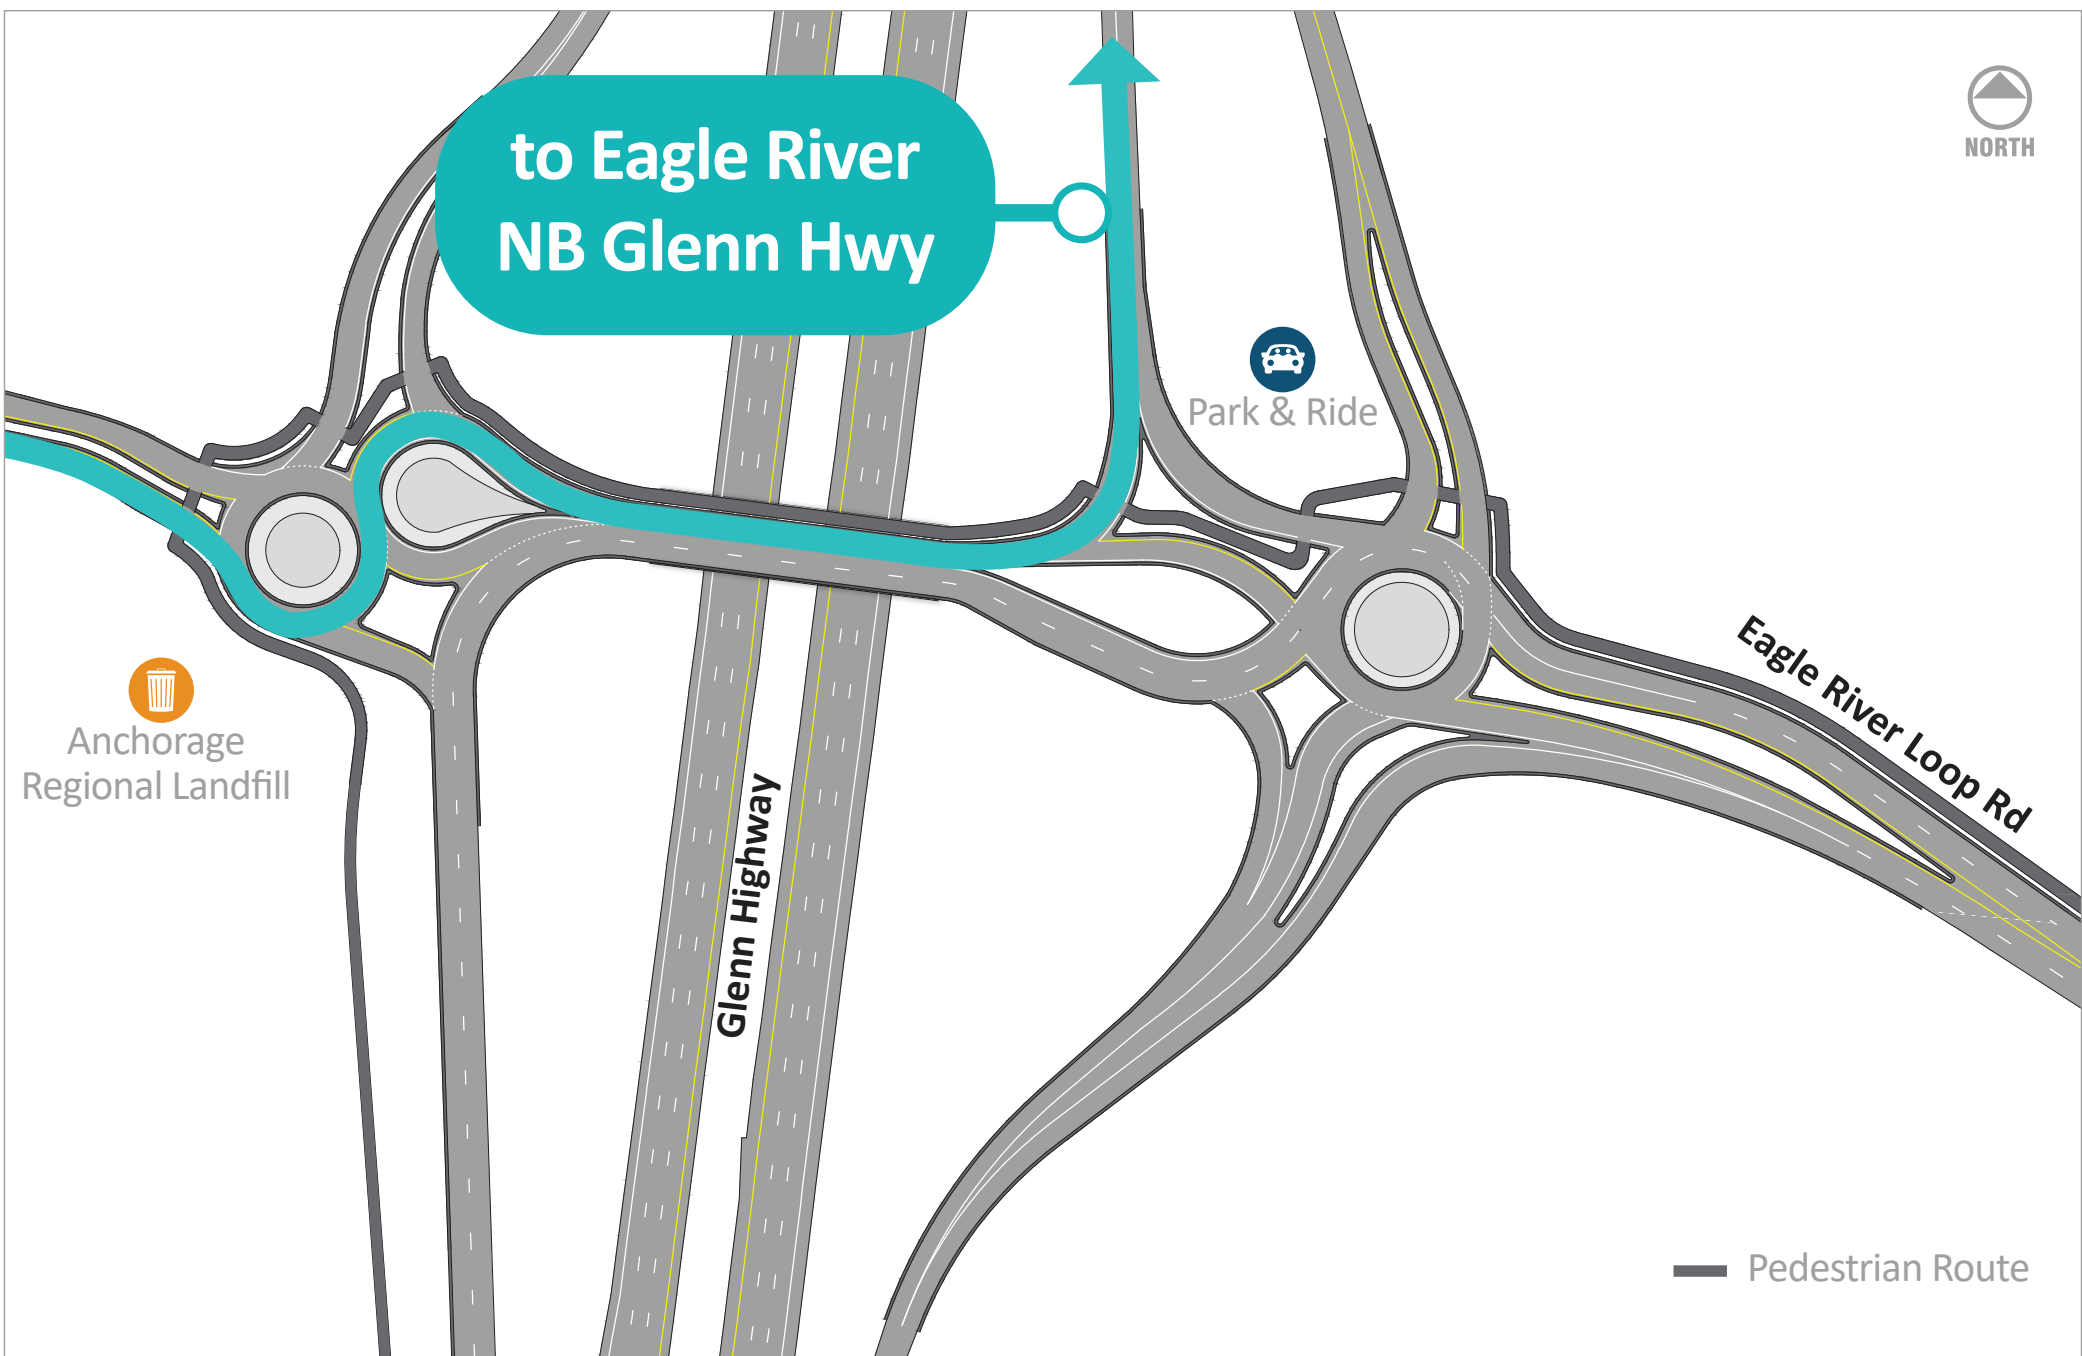 to Eagle River
NB Glenn Hwy
NORTH
Park & Ride
Eagle River Loop Rd
Anchorage
Regional Landfill
Glenn Highway
Pedestrian Route